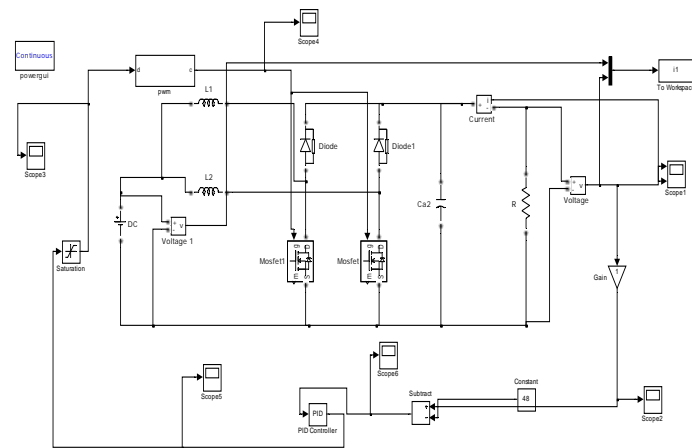 Scope4
Continuous
powergui
d
c
pwm
i1
To Workspace
L1
Scope3
i
+
-
Current
Diode
Diode1
L2
Scope1
+
-
v
Voltage
Ca2
R
DC
+
-
v
Voltage 1
Saturation
Mosfet1
g
D
m
S
Mosfet
g
D
m
S
1
Gain
Scope5
Scope6
Subtract
Constant
48
Scope2
PID
PID Controller